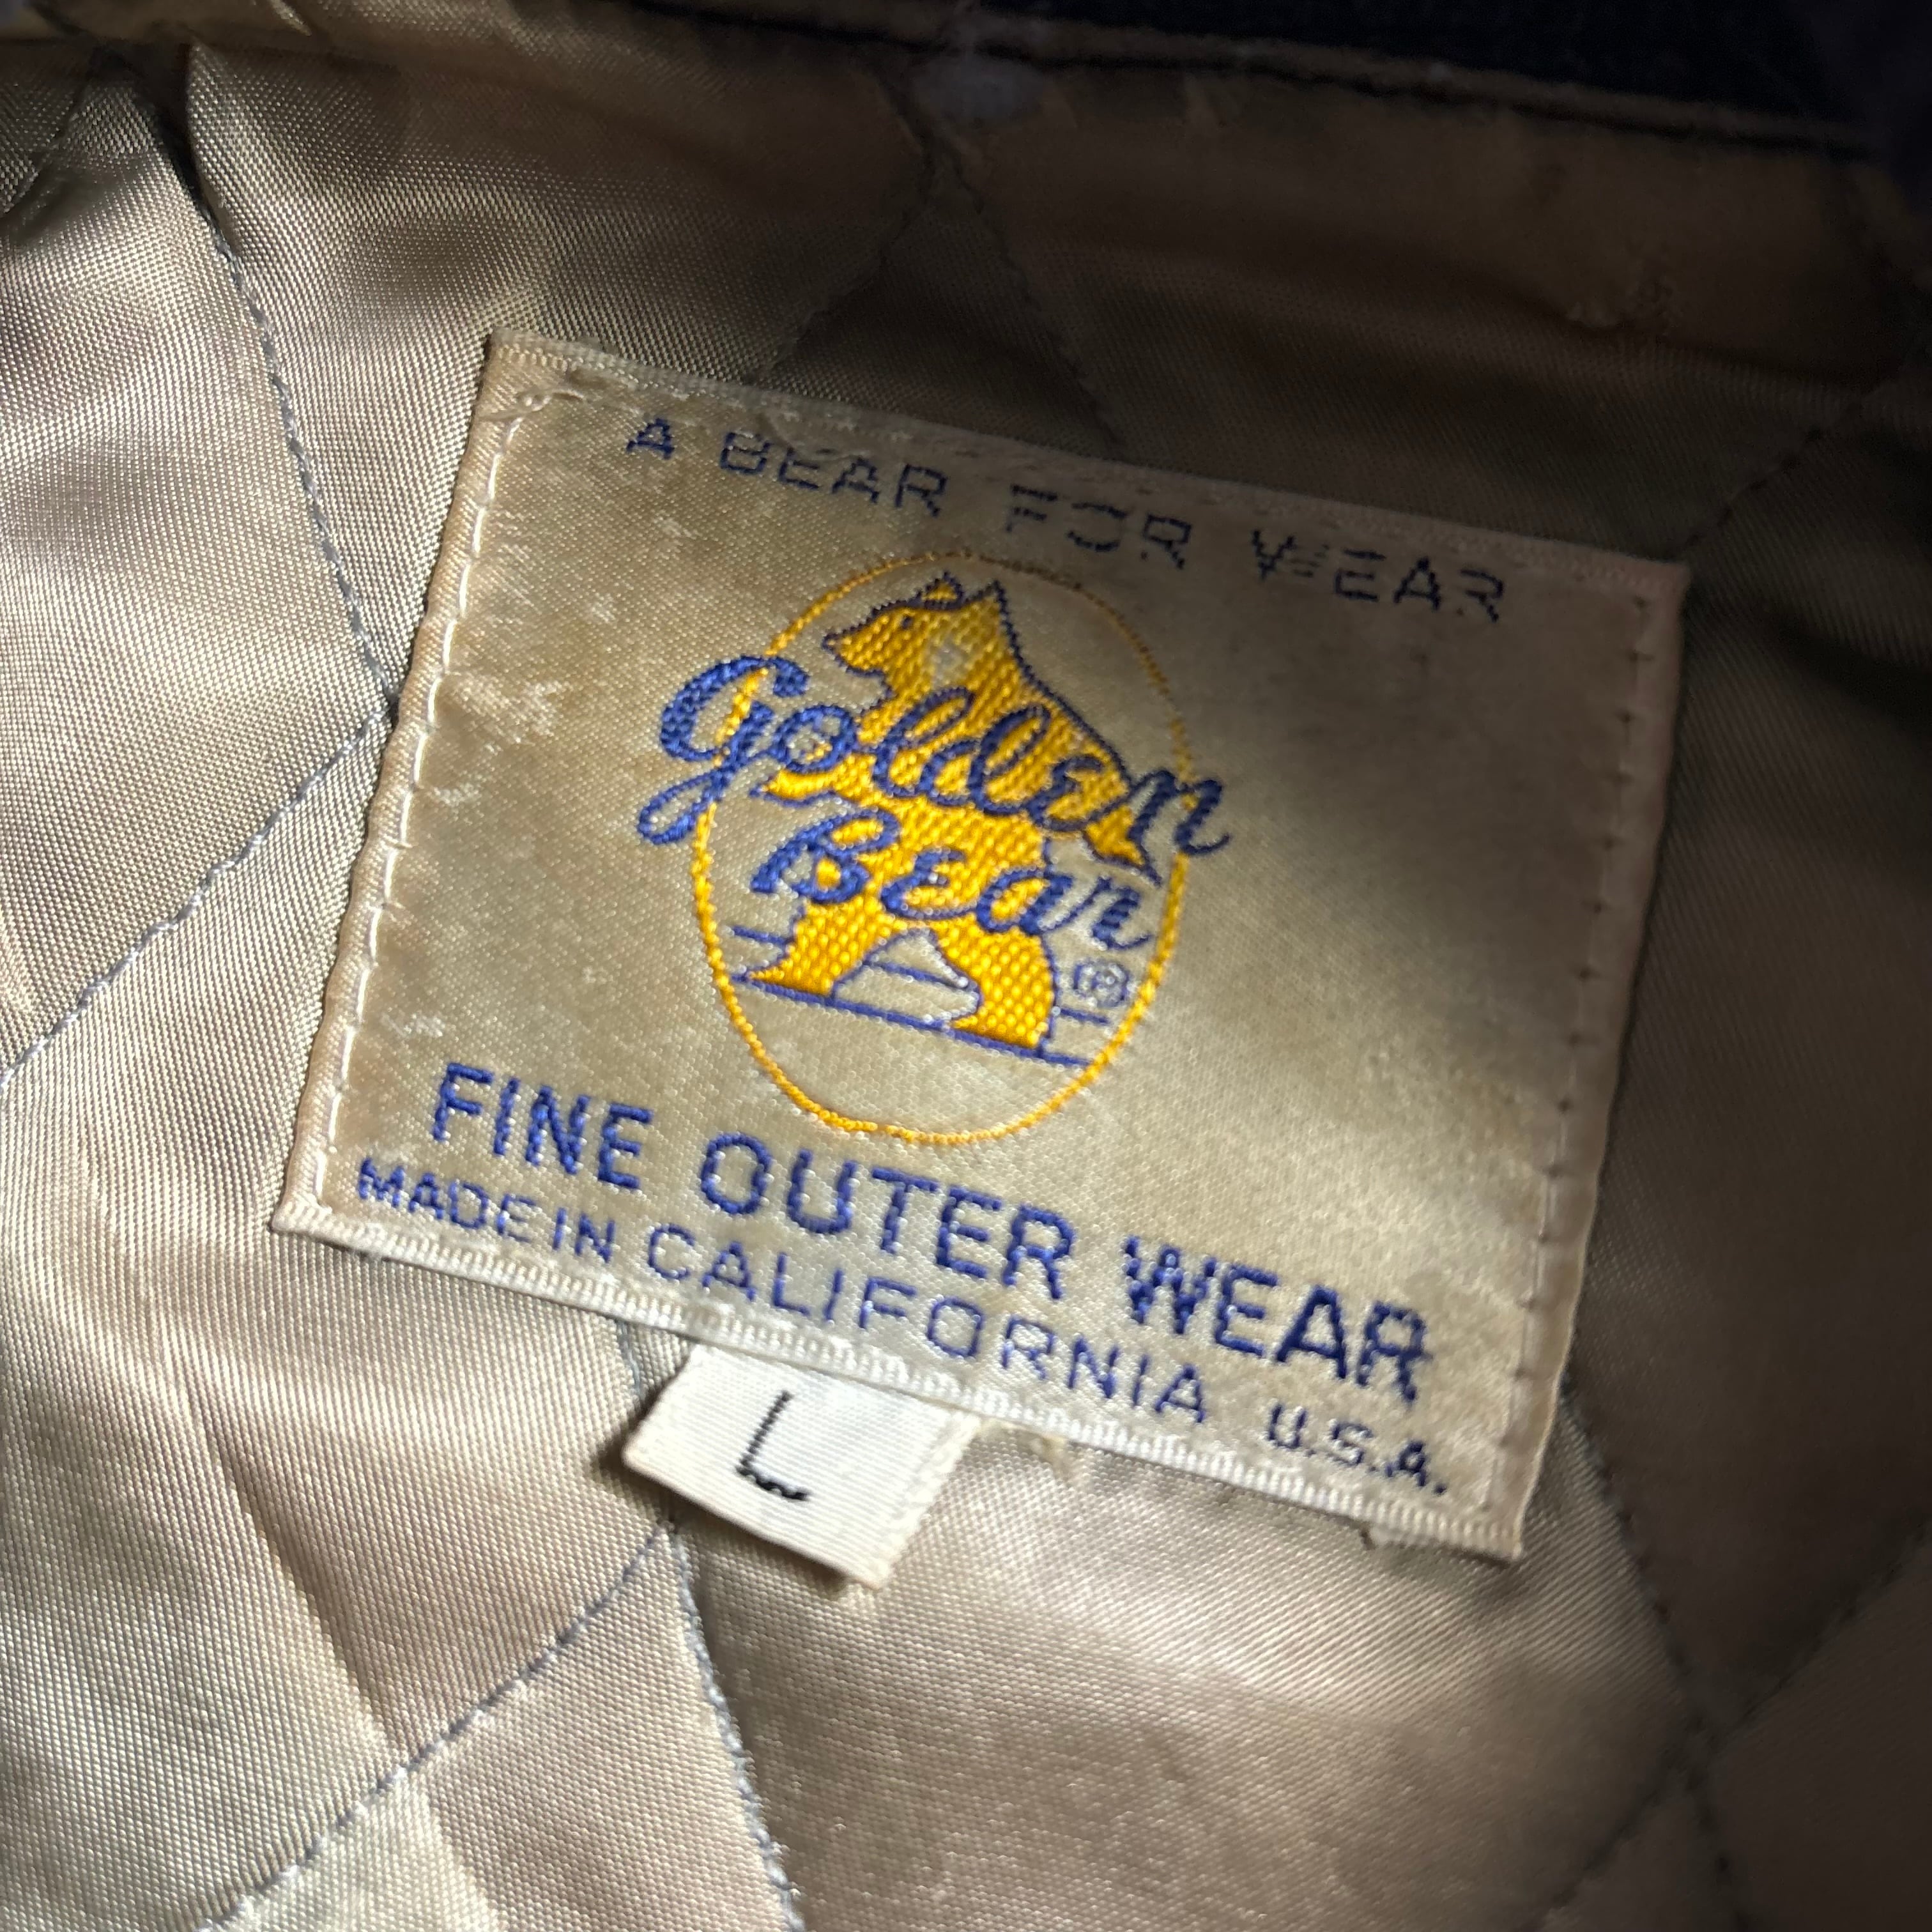 A BEAR FOR WEAR
Golden
Bear ®
FINE OUTER WEAR
MADE IN CALIFORNIA U.S.A.
L